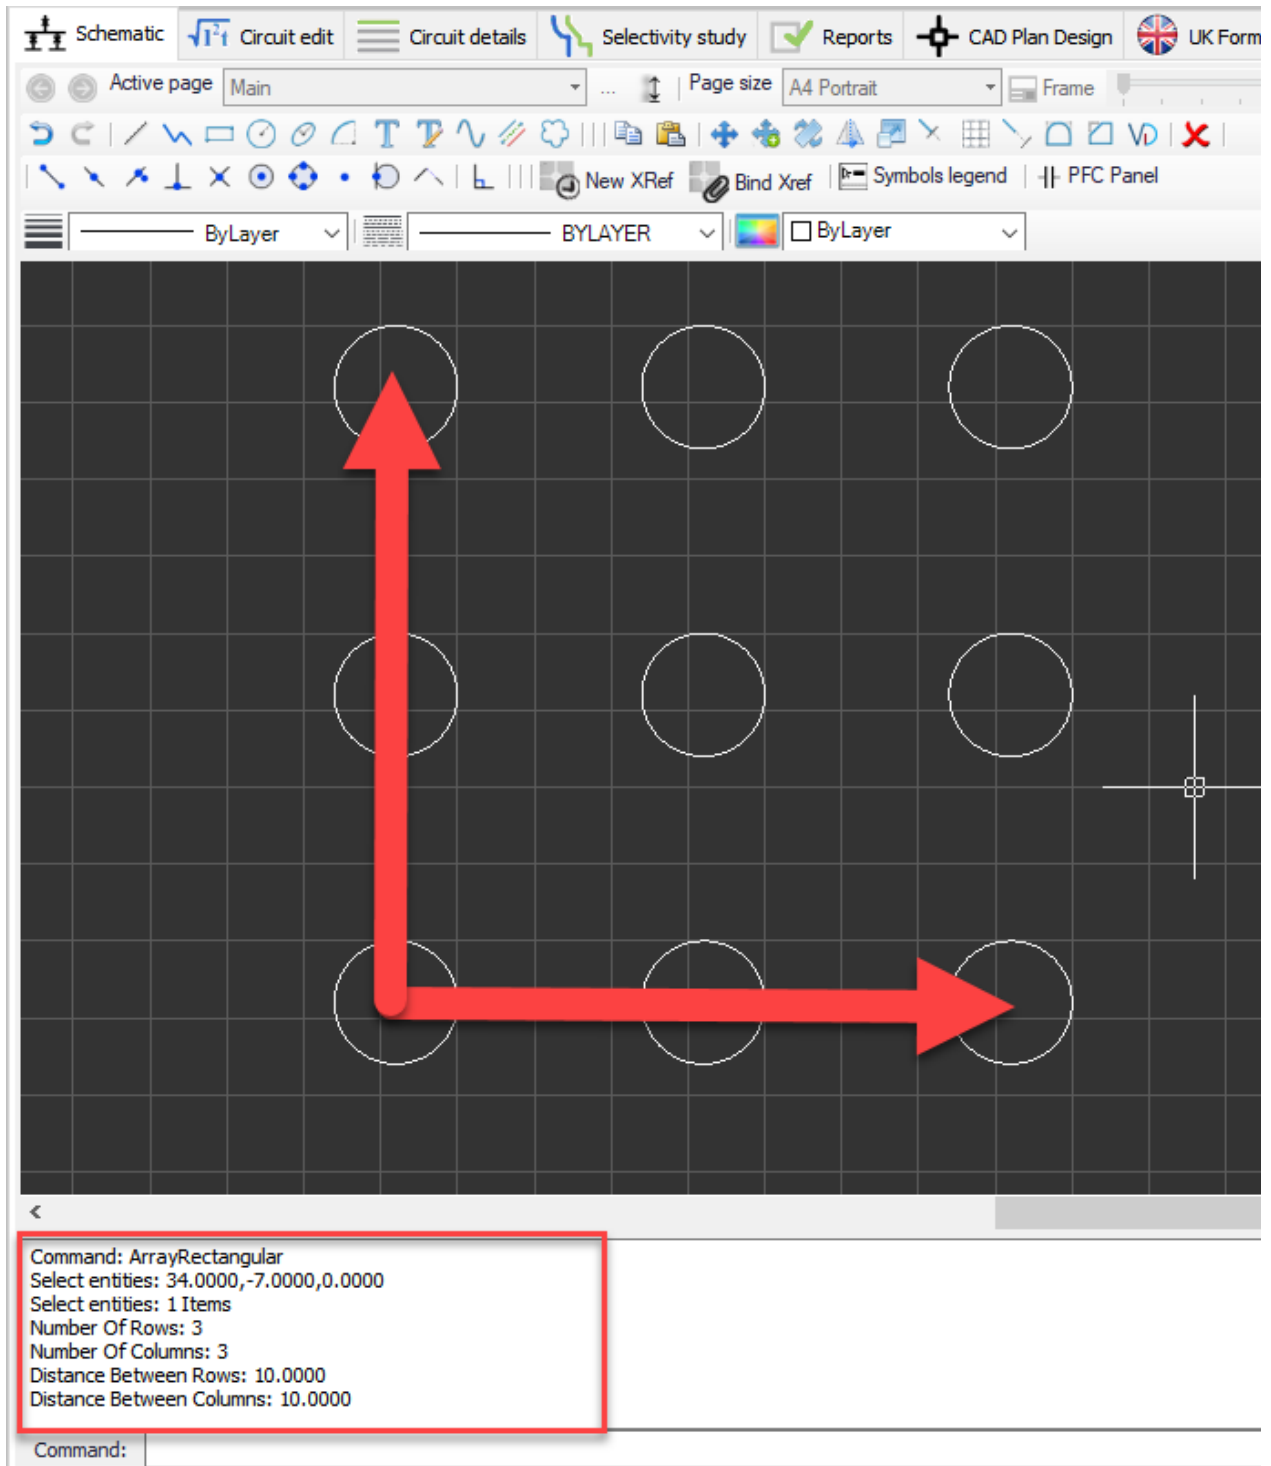 Schematic I²t Circuit edit Circuit details Selectivity study Reports CAD Plan Design UK Form
Active page Main ... Page size A4 Portrait Frame
T T
New XRef Bind Xref Symbols legend PFC Panel
ByLayer BYLAYER ByLayer
Command: ArrayRectangular
Select entities: 34.0000,-7.0000,0.0000
Select entities: 1 Items
Number Of Rows: 3
Number Of Columns: 3
Distance Between Rows: 10.0000
Distance Between Columns: 10.0000
Command: